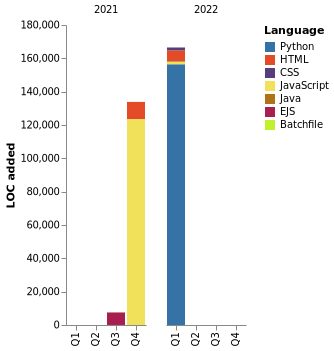 2021 2022
180,000
160,000
140,000
120,000
100,000
80,000
60,000
40,000
20,000
0
LOC added
Q1 Q2 Q3 Q4 Q1 Q2 Q3 Q4
Language
Python
HTML
CSS
JavaScript
Java
EJS
Batchfile